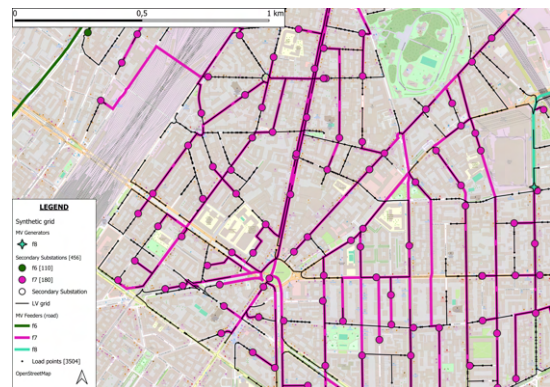 0 0,5 1 km
LEGEND
Synthetic grid
MV Generators
f8
Secondary Substations [456]
f6 [110]
f7 [180]
Secondary Substation
LV grid
MV Feeders (road)
f6
f7
f8
Load points [3504]
OpenStreetMap